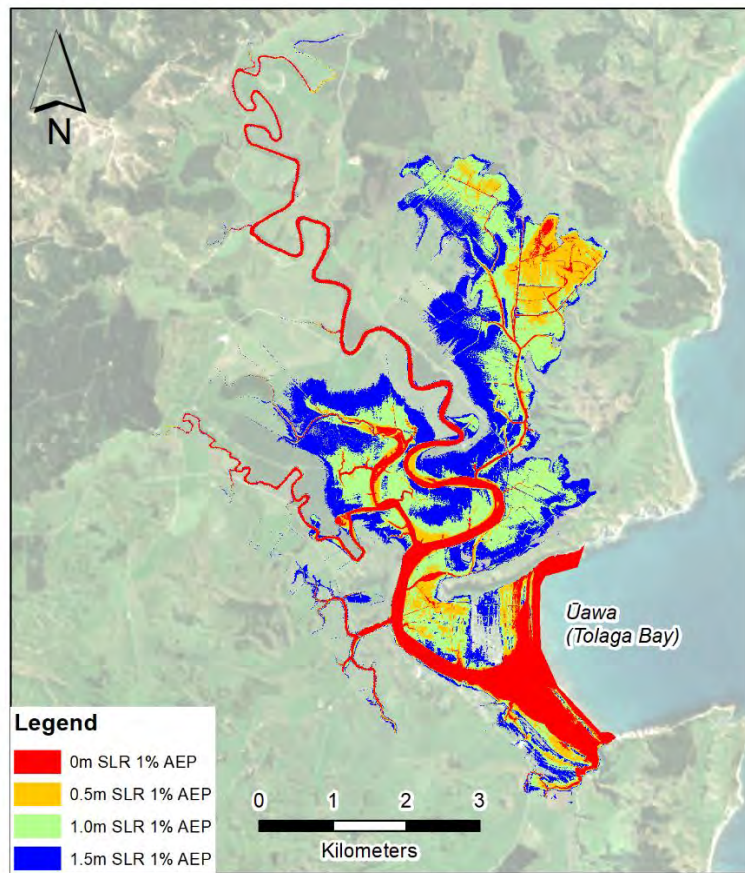 N
Ūawa
(Tolaga Bay)
Legend
0m SLR 1% AEP
0.5m SLR 1% AEP
1.0m SLR 1% AEP
1.5m SLR 1% AEP
0 1 2 3
Kilometers